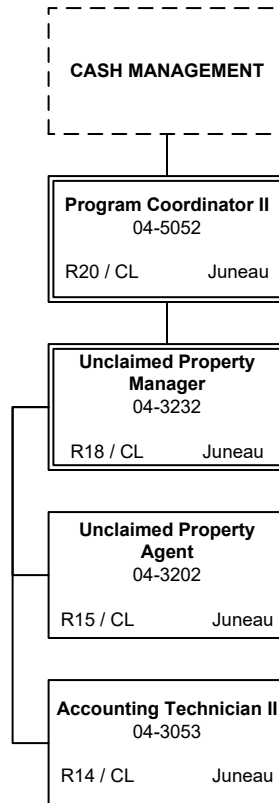 CASH MANAGEMENT
Program Coordinator II
04-5052
R20 / CL Juneau
Unclaimed Property
Manager
04-3232
R18 / CL Juneau
Unclaimed Property
Agent
04-3202
R15 / CL Juneau
Accounting Technician II
04-3053
R14 / CL Juneau